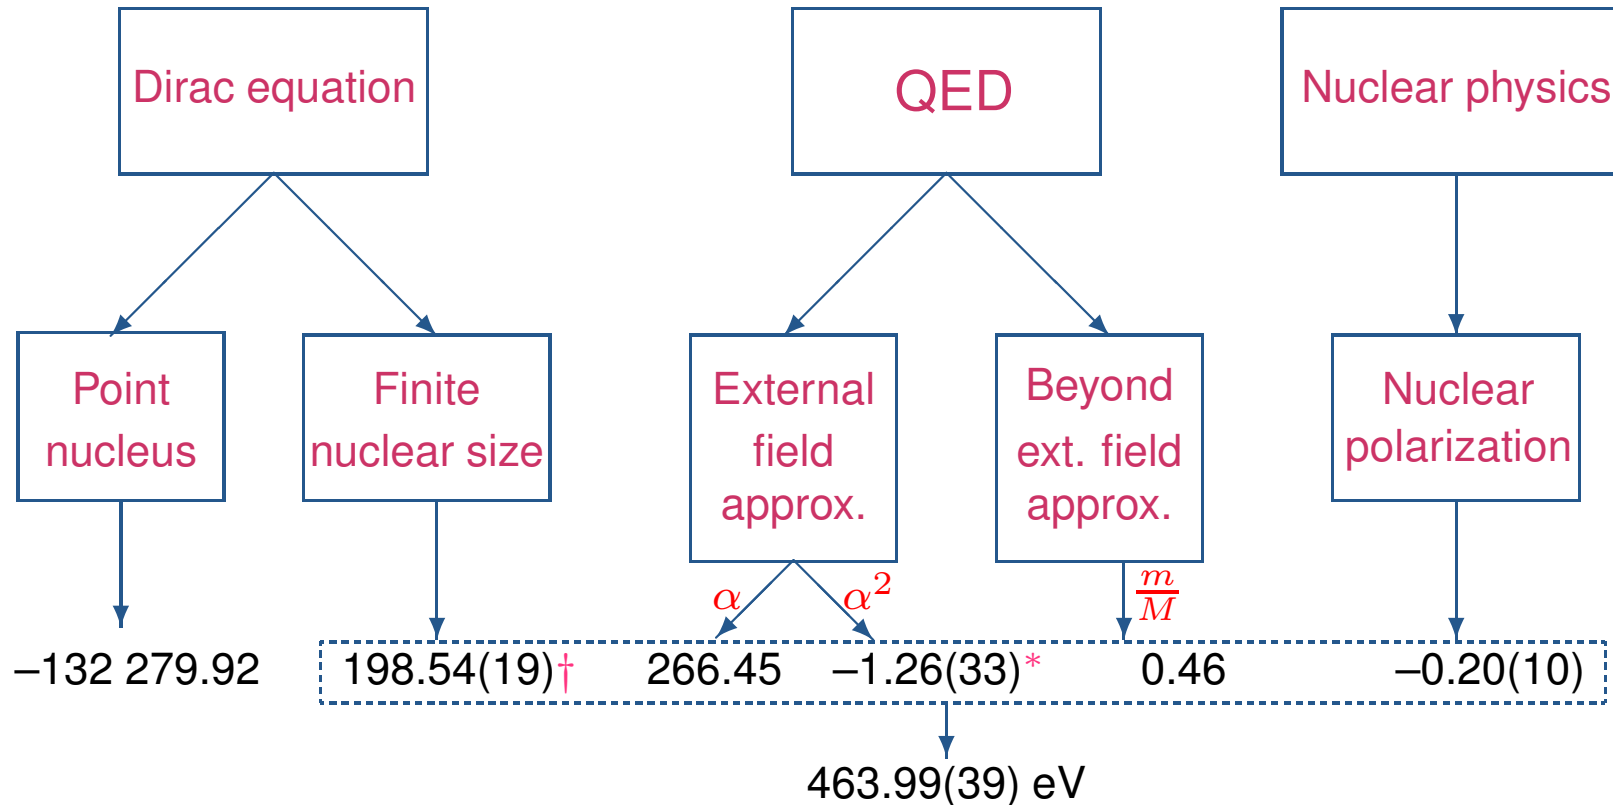 Dirac equation
QED
Nuclear physics
Point
nucleus
Finite
nuclear size
External
field
approx.
Beyond
ext. field
approx.
Nuclear
polarization
α
α²
m/M
–132 279.92
198.54(19)†
266.45
–1.26(33)*
0.46
–0.20(10)
463.99(39) eV